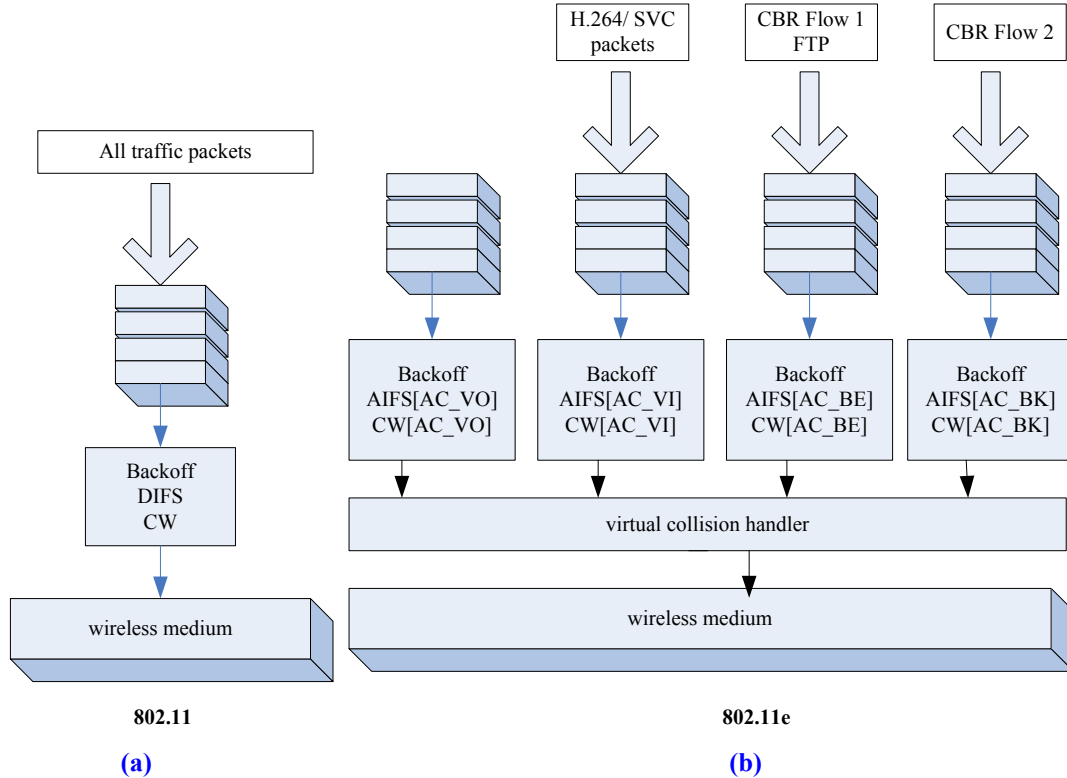 All traffic packets
Backoff
DIFS
CW
wireless medium
802.11
(a)
H.264/ SVC
packets
CBR Flow 1
FTP
CBR Flow 2
Backoff
AIFS[AC_VO]
CW[AC_VO]
Backoff
AIFS[AC_VI]
CW[AC_VI]
Backoff
AIFS[AC_BE]
CW[AC_BE]
Backoff
AIFS[AC_BK]
CW[AC_BK]
virtual collision handler
wireless medium
802.11e
(b)